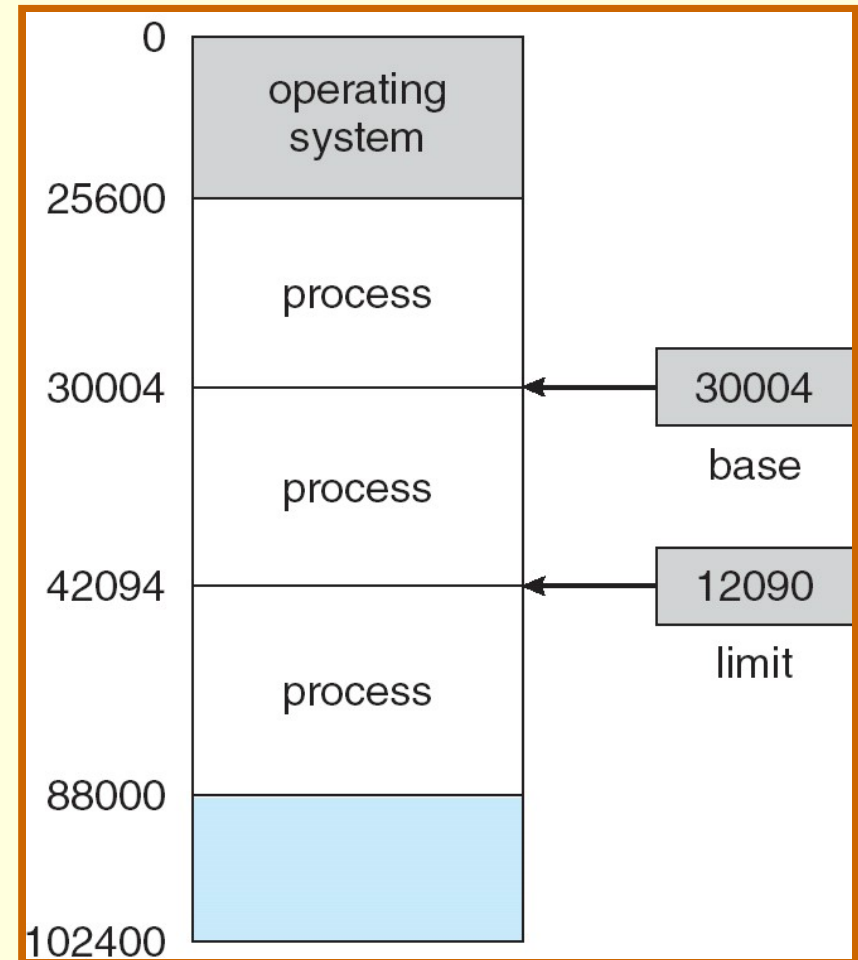 0
operating
system
25600
process
30004
30004
base
process
42094
12090
limit
process
88000
102400